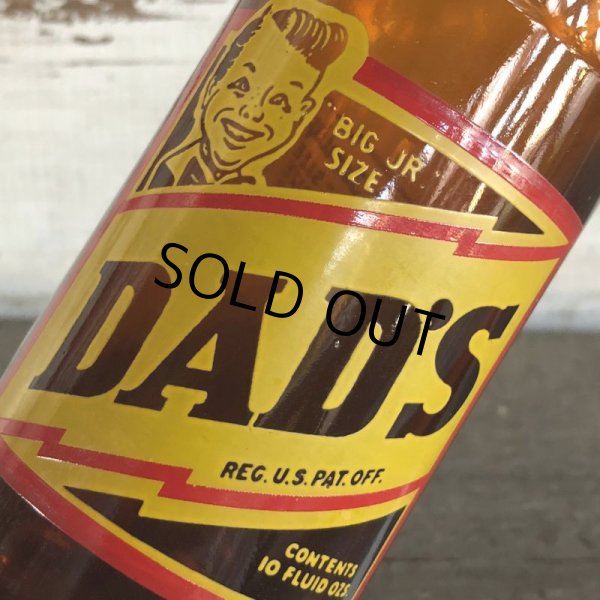 "BIG JR
SIZE"
DAD'S
SOLD OUT
REG. U.S. PAT. OFF.
CONTENTS
10 FLUID OZS.